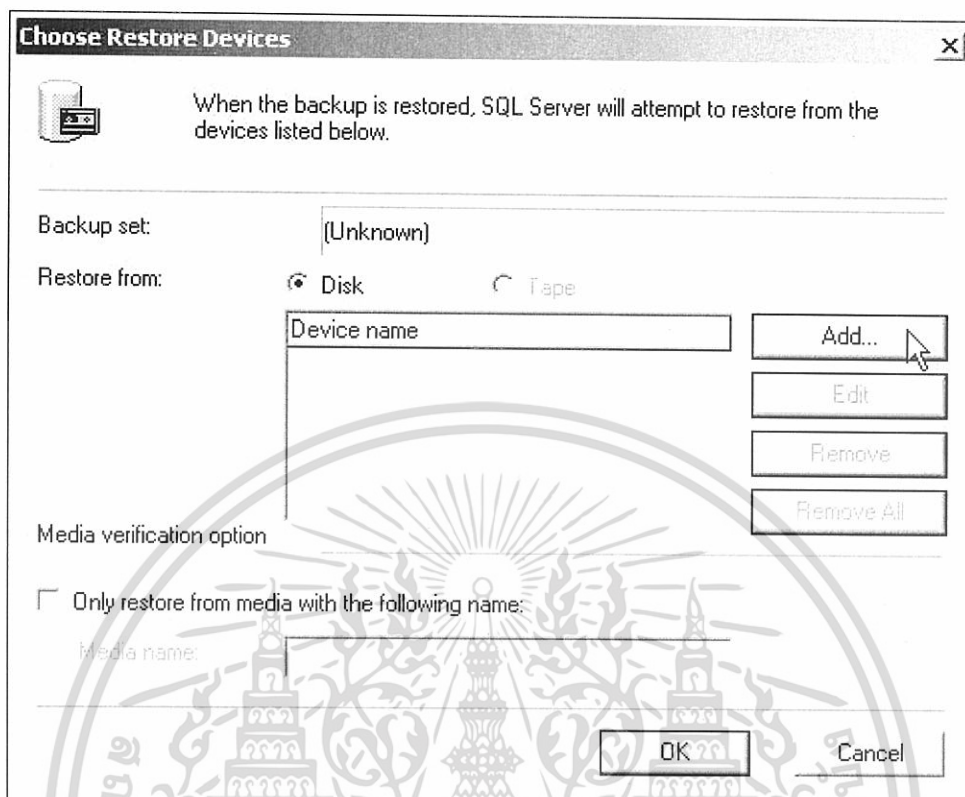 Choose Restore Devices
When the backup is restored, SQL Server will attempt to restore from the
devices listed below.
Backup set:
(Unknown)
Restore from:
Disk
Tape
Device name
Add...
Edit
Remove
Remove All
Media verification option
Only restore from media with the following name:
Media name:
OK
Cancel